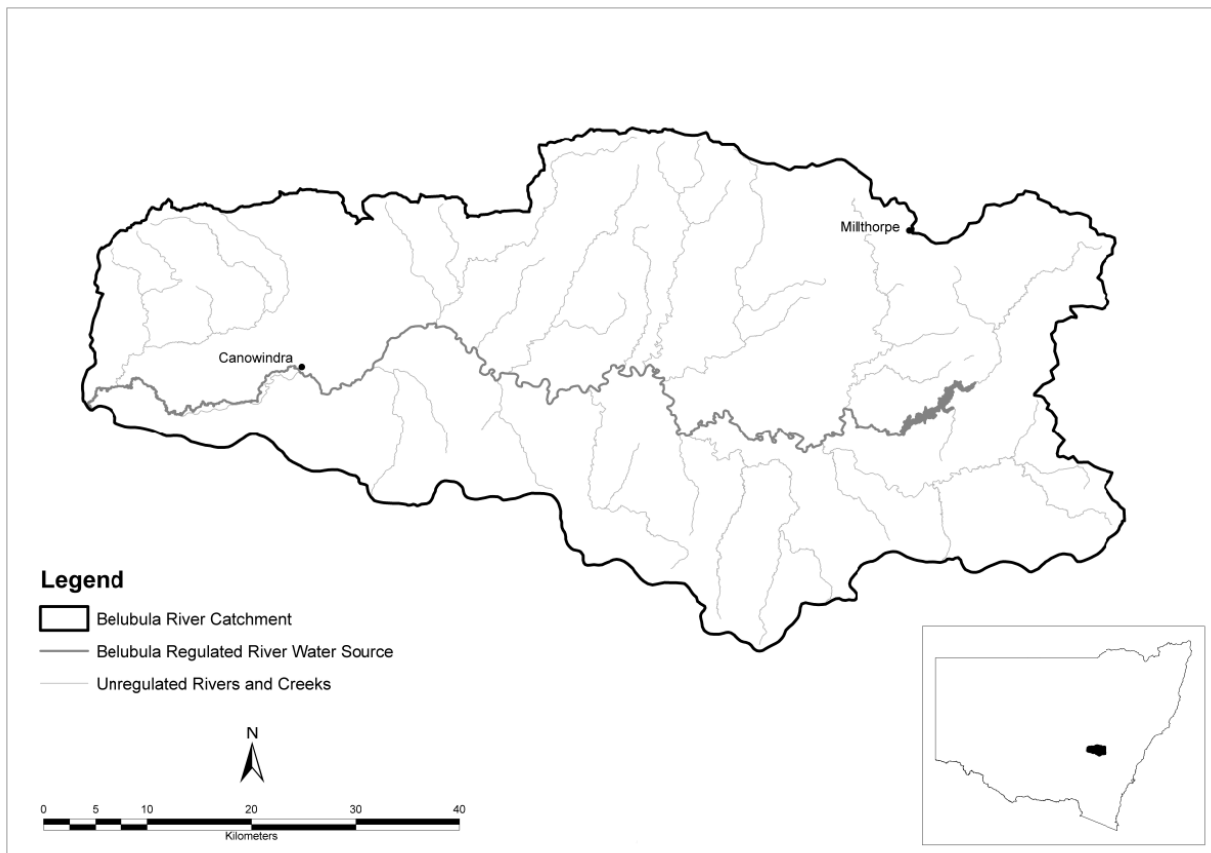 Millthorpe
Canowindra
Legend
Belubula River Catchment
Belubula Regulated River Water Source
Unregulated Rivers and Creeks
N
0 5 10 20 30 40
Kilometers